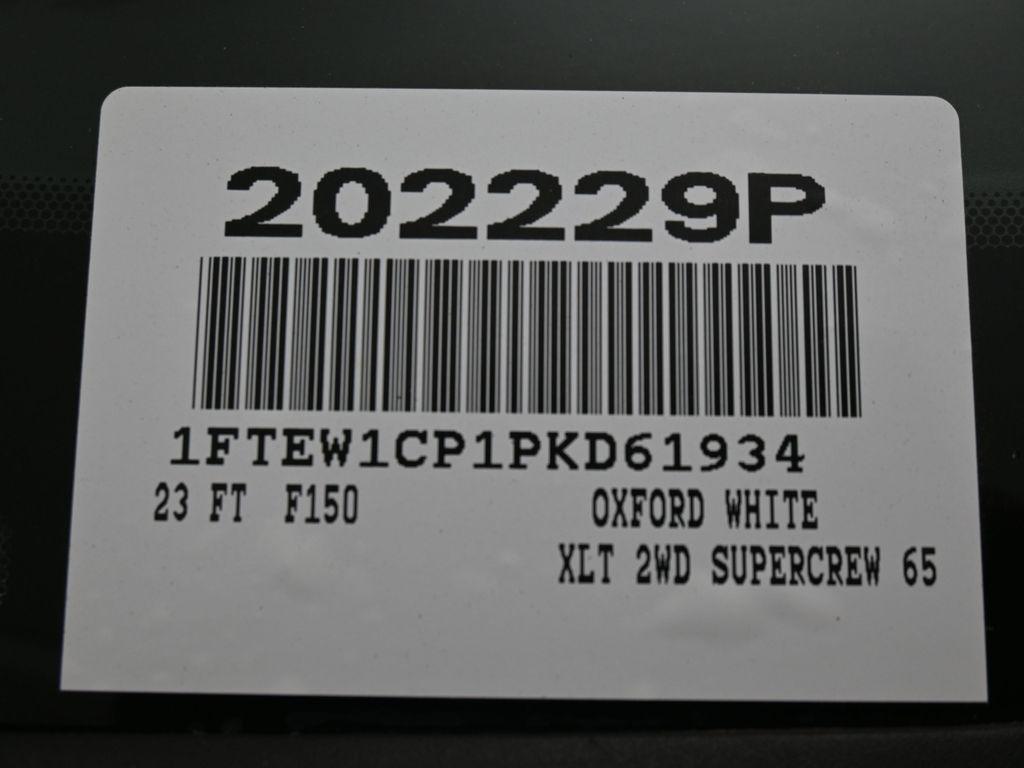 202229P
1FTEW1CP1PKD61934
23 FT F150 OXFORD WHITE
XLT 2WD SUPERCREW 65